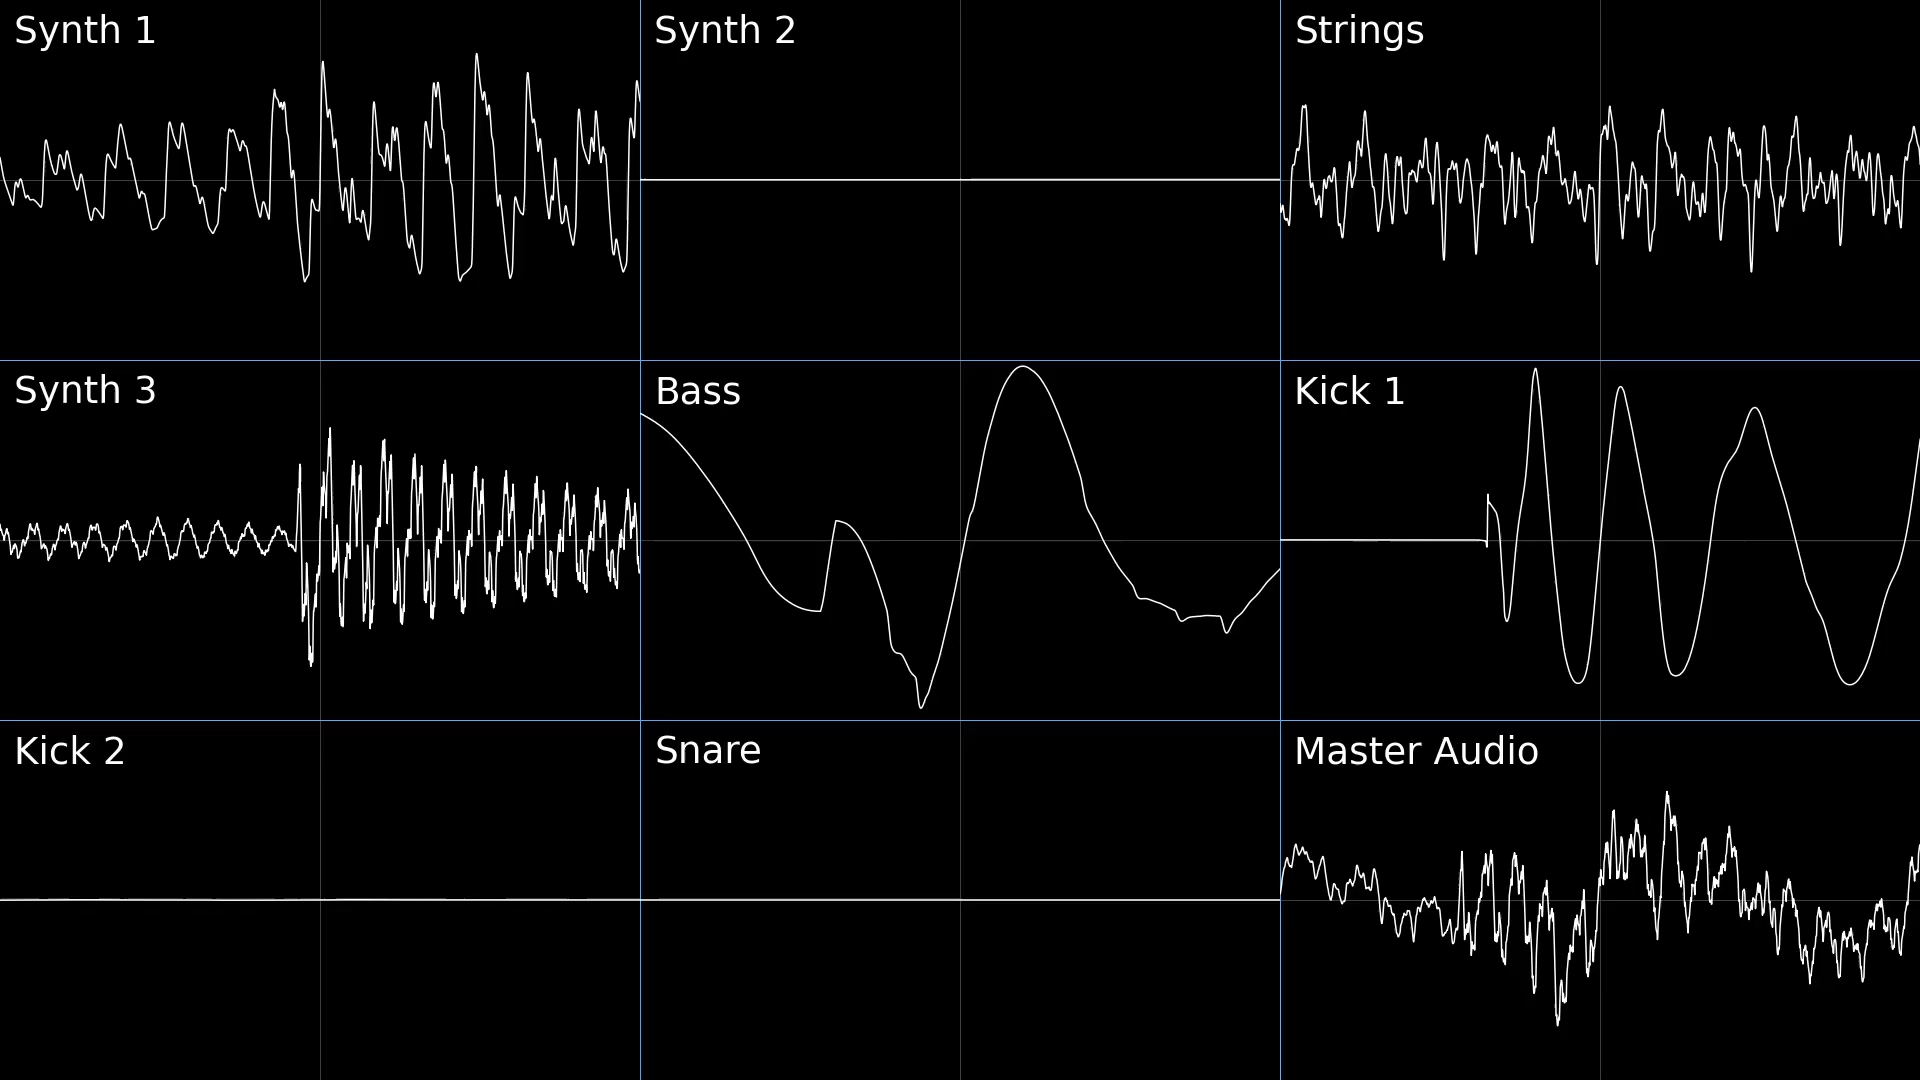 Synth 1
Synth 2
Strings
Synth 3
Bass
Kick 1
Kick 2
Snare
Master Audio